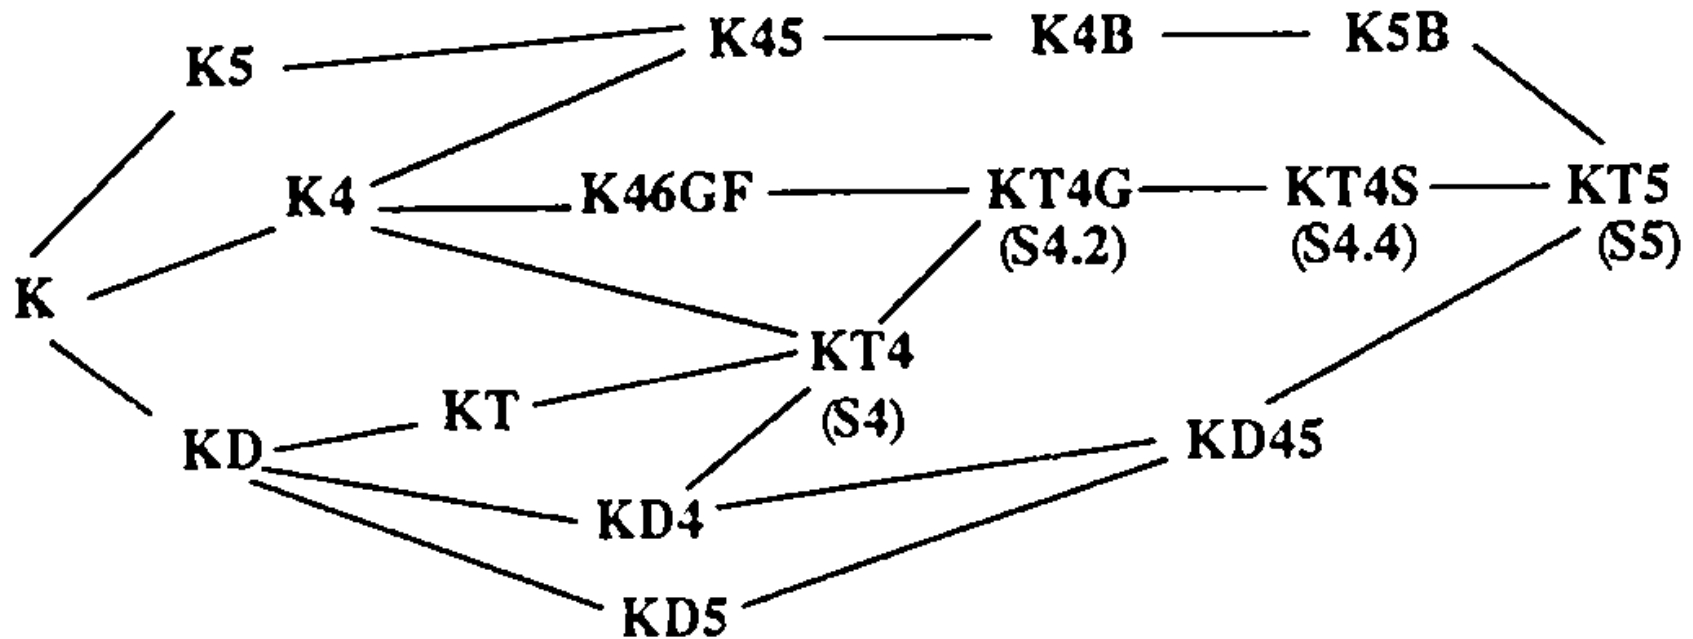 K5 K45 K4B K5B
K4 K46GF KT4G KT4S KT5
(S4.2) (S4.4) (S5)
K
KT4
(S4)
KT
KD KD45
KD4
KD5